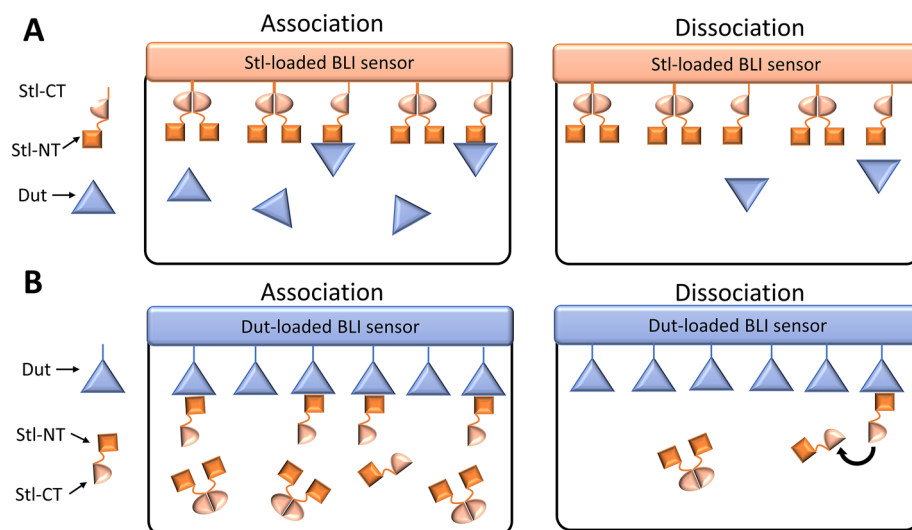 A
Association
Dissociation
Stl-loaded BLI sensor
Stl-loaded BLI sensor
Stl-CT
Stl-NT
Dut
B
Association
Dissociation
Dut-loaded BLI sensor
Dut-loaded BLI sensor
Dut
Stl-NT
Stl-CT